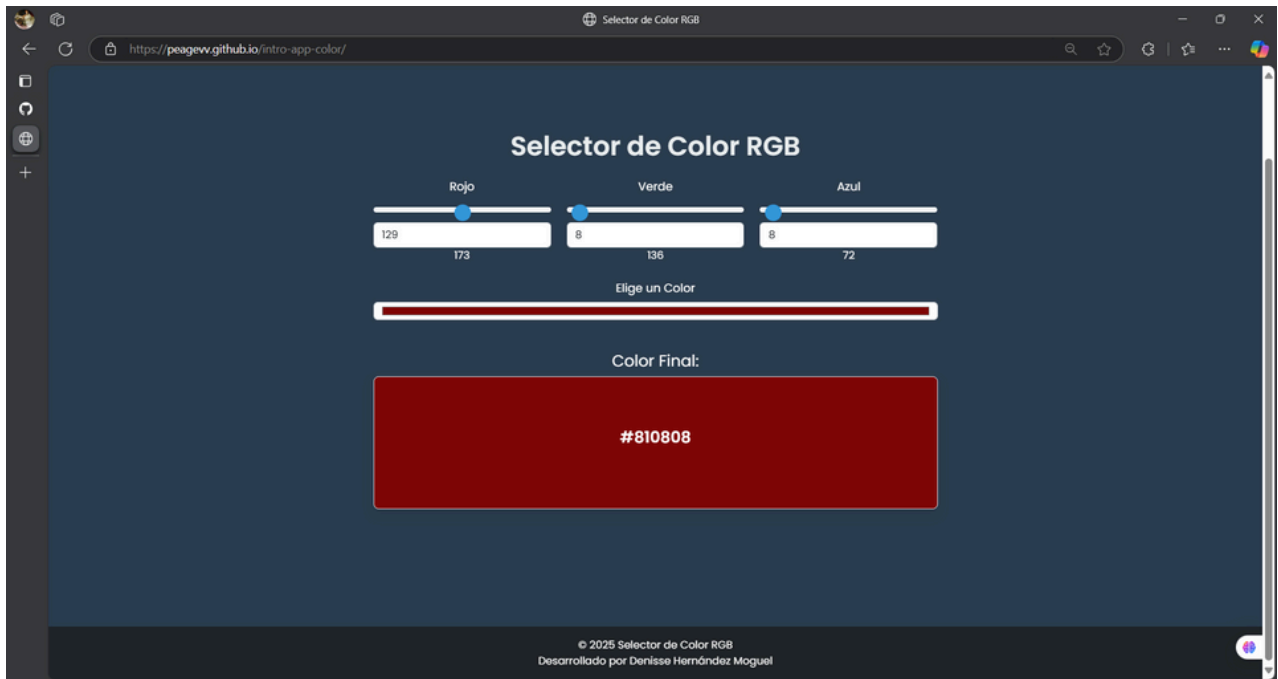 Selector de Color RGB
https://peagevv.github.io/intro-app-color/
Selector de Color RGB
Rojo Verde Azul
129 8 8
173 136 72
Elige un Color
Color Final:
#810808
© 2025 Selector de Color RGB
Desarrollado por Denisse Hernández Moguel